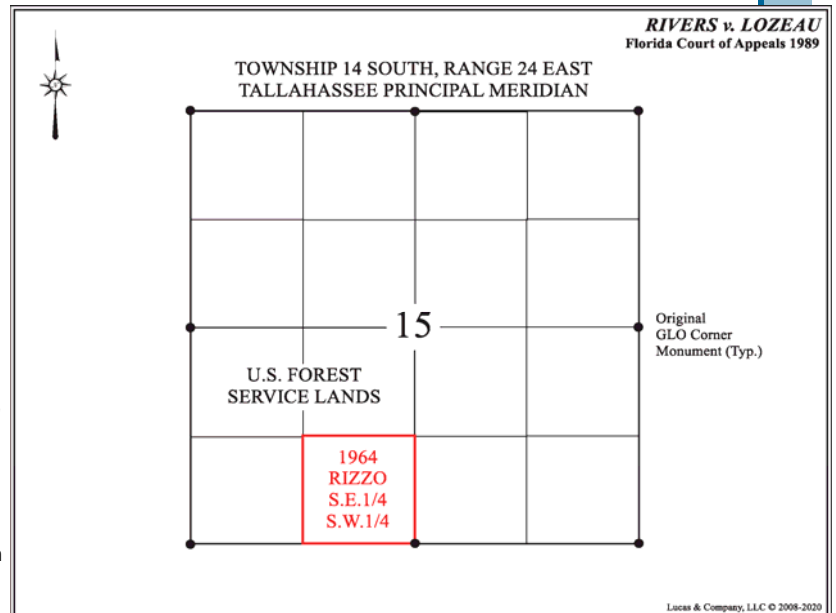 RIVERS v. LOZEAU
Florida Court of Appeals 1989
TOWNSHIP 14 SOUTH, RANGE 24 EAST
TALLAHASSEE PRINCIPAL MERIDIAN
15
Original
GLO Corner
Monument (Typ.)
U.S. FOREST
SERVICE LANDS
1964
RIZZO
S.E.1/4
S.W.1/4
Lucas & Company, LLC © 2008-2020